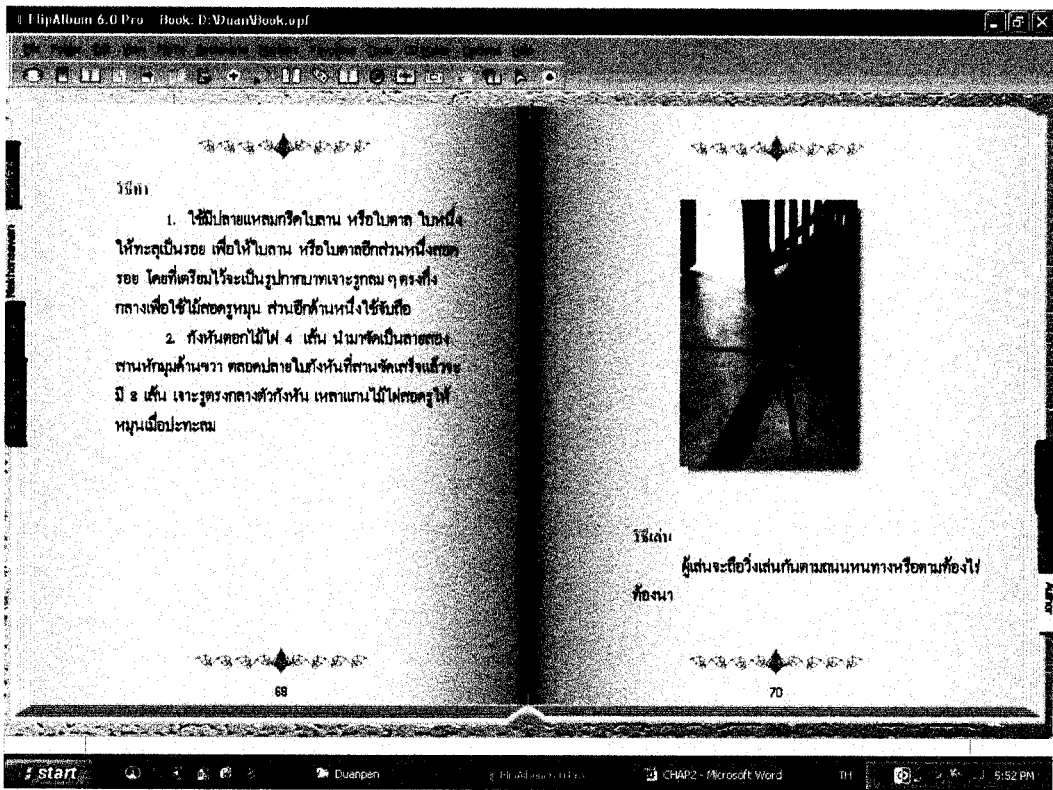 FlipAlbum 6.0 Pro - Book: D:\Duan\Book.opf
Nakhonsawan
วิธีทำ
1. ใช้มีปลายแหลมกรีดใบลาน หรือใบตาล ใบหนึ่ง
ให้ทะลุเป็นรอย เพื่อให้ใบลาน หรือใบตาลอีกส่วนหนึ่งสอด
รอย โดยที่เตรียมไว้จะเป็นรูปกากบาทเจาะรูกลม ๆ ตรงกึ่ง
กลางเพื่อใช้ไม้สอดรูหมุน ส่วนอีกด้านหนึ่งใช้จับถือ
2. กังหันตอกไม้ไผ่ 4 เส้น นำมาขัดเป็นลายสอง
สานหักมุมด้านขวา ตลอดปลายใบกังหันที่สานขัดเสร็จแล้วจะ
มี 8 เส้น เจาะรูตรงกลางตัวกังหัน เหลาแกนไม้ไผ่สอดรูให้
หมุนเมื่อปะทะลม
69
วิธีเล่น
ผู้เล่นจะถือวิ่งเล่นกันตามถนนหนทางหรือตามท้องไร่
ท้องนา
70
Author
start
Duanpen
CHAP2 - Microsoft Word
TH
5:52 PM